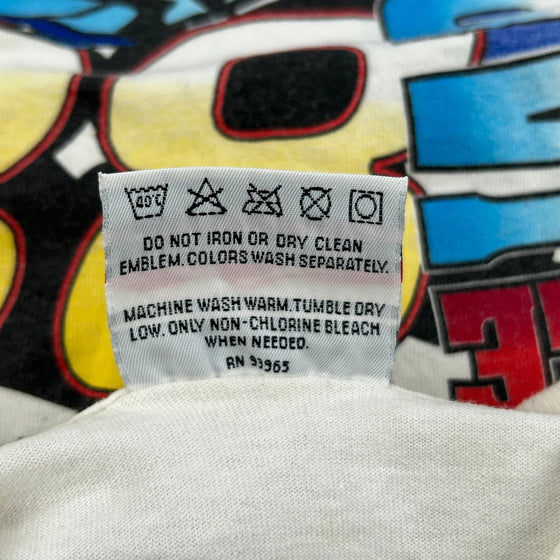 40°C
DO NOT IRON OR DRY CLEAN
EMBLEM. COLORS WASH SEPARATELY.
MACHINE WASH WARM. TUMBLE DRY
LOW. ONLY NON-CHLORINE BLEACH
WHEN NEEDED.
RN 93965